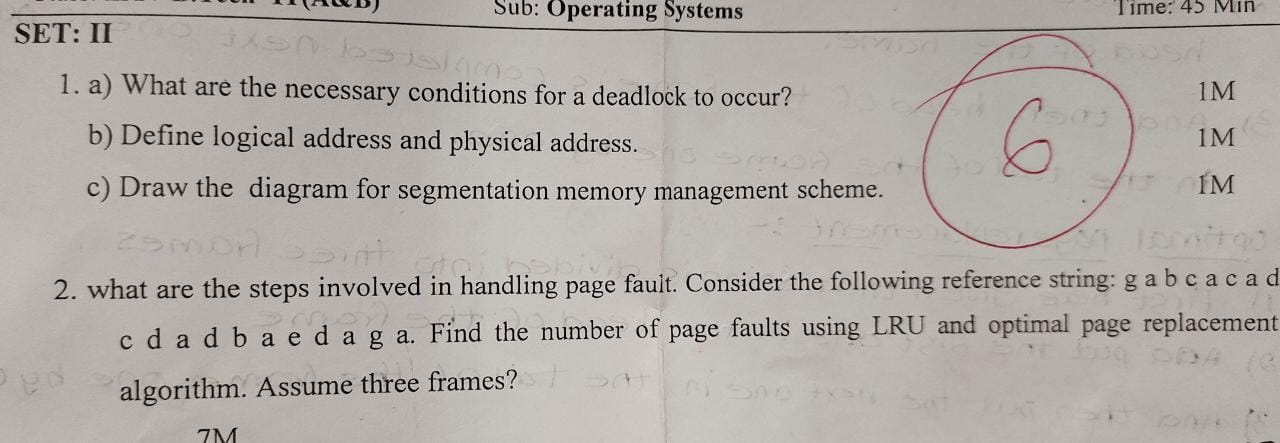 Sub: Operating Systems Time: 45 Min
SET: II
1. a) What are the necessary conditions for a deadlock to occur? 1M
b) Define logical address and physical address. 1M
c) Draw the diagram for segmentation memory management scheme. 1M
6
2. what are the steps involved in handling page fault. Consider the following reference string: g a b c a c a d
c d a d b a e d a g a. Find the number of page faults using LRU and optimal page replacement
algorithm. Assume three frames?
7M